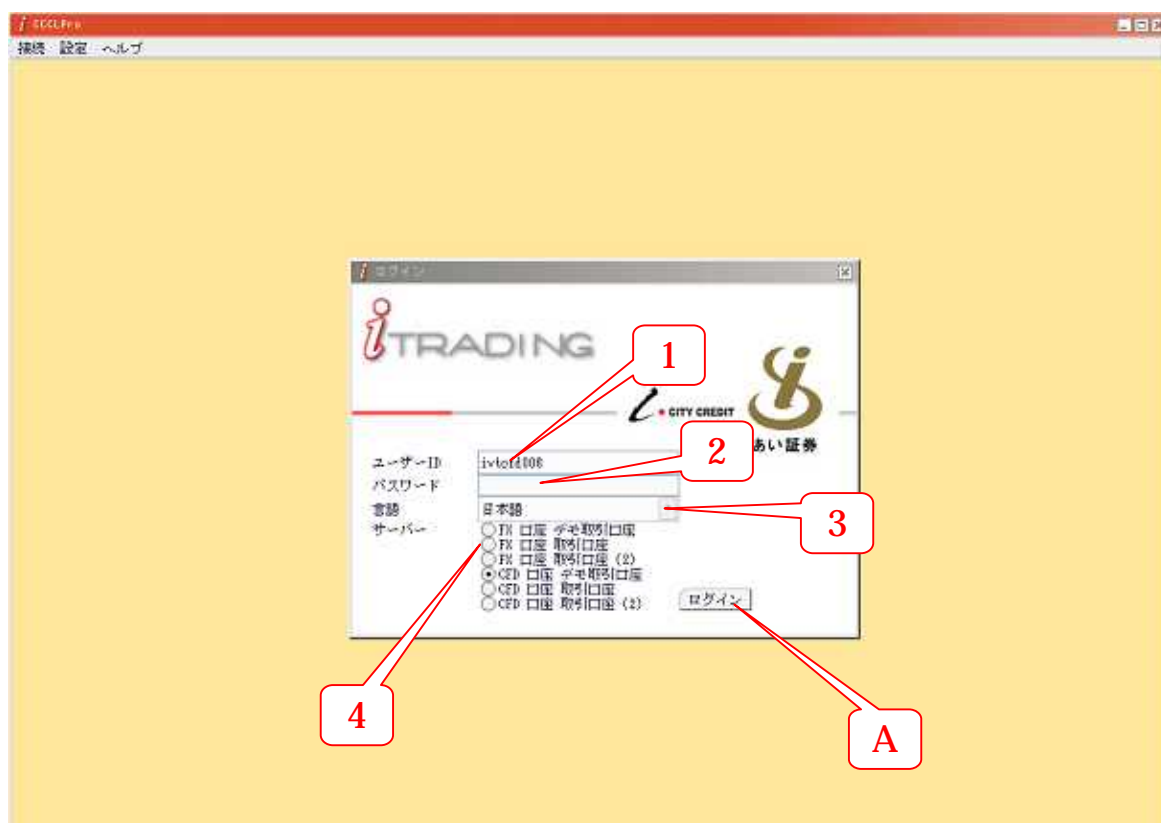 CCCLPro
接続 設定 ヘルプ
ログイン
iTRADING
1
CITY CREDIT
あい証券
2
ユーザーID
パスワード
言語 日本語
3
サーバー
FX 口座 デモ取引口座
FX 口座 取引口座
FX 口座 取引口座 (2)
CFD 口座 デモ取引口座
CFD 口座 取引口座
CFD 口座 取引口座 (2)
ログイン
4
A